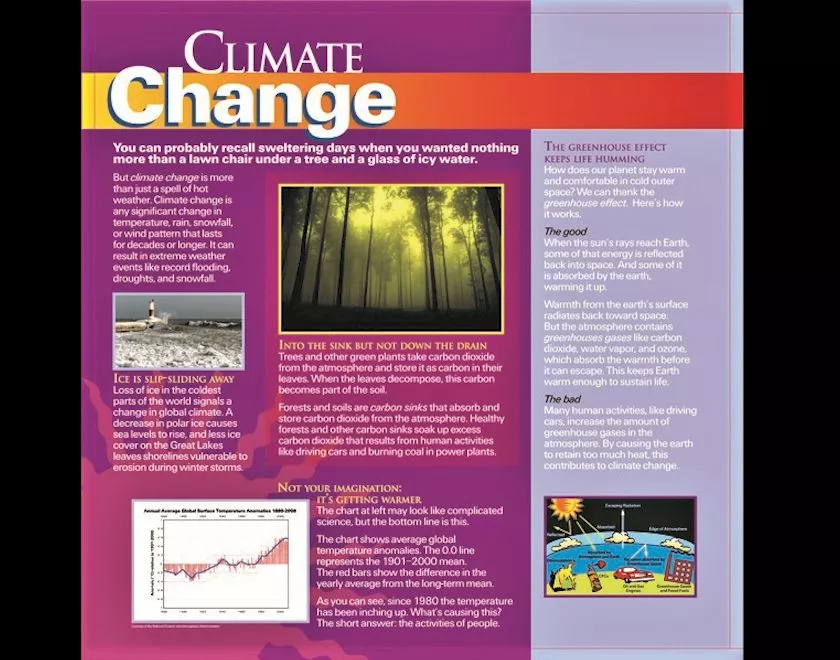 CLIMATE
Change
You can probably recall sweltering days when you wanted nothing
more than a lawn chair under a tree and a glass of icy water.
But climate change is more
than just a spell of hot
weather. Climate change is
any significant change in
temperature, rain, snowfall,
or wind pattern that lasts
for decades or longer. It can
result in extreme weather
events like record flooding,
droughts, and snowfall.
ICE IS SLIP-SLIDING AWAY
Loss of ice in the coldest
parts of the world signals a
change in global climate. A
decrease in polar ice causes
sea levels to rise, and less ice
cover on the Great Lakes
leaves shorelines vulnerable to
erosion during winter storms.
INTO THE SINK BUT NOT DOWN THE DRAIN
Trees and other green plants take carbon dioxide
from the atmosphere and store it as carbon in their
leaves. When the leaves decompose, this carbon
becomes part of the soil.
Forests and soils are carbon sinks that absorb and
store carbon dioxide from the atmosphere. Healthy
forests and other carbon sinks soak up excess
carbon dioxide that results from human activities
like driving cars and burning coal in power plants.
NOT YOUR IMAGINATION:
IT'S GETTING WARMER
The chart at left may look like complicated
science, but the bottom line is this.
The chart shows average global
temperature anomalies. The 0.0 line
represents the 1901–2000 mean.
The red bars show the difference in the
yearly average from the long-term mean.
As you can see, since 1980 the temperature
has been inching up. What's causing this?
The short answer: the activities of people.
Annual Average Global Surface Temperature Anomalies 1880-2008
THE GREENHOUSE EFFECT
KEEPS LIFE HUMMING
How does our planet stay warm
and comfortable in cold outer
space? We can thank the
greenhouse effect. Here's how
it works.
The good
When the sun's rays reach Earth,
some of that energy is reflected
back into space. And some of it
is absorbed by the earth,
warming it up.
Warmth from the earth's surface
radiates back toward space.
But the atmosphere contains
greenhouses gases like carbon
dioxide, water vapor, and ozone,
which absorb the warmth before
it can escape. This keeps Earth
warm enough to sustain life.
The bad
Many human activities, like driving
cars, increase the amount of
greenhouse gases in the
atmosphere. By causing the earth
to retain too much heat, this
contributes to climate change.
Escaping Radiation
Absorbed
Edge of Atmosphere
Reflected
Absorbed by
Atmosphere and Earth
CFCs
Oil and Gas
Engines
Greenhouse Gases
and Fossil Fuels